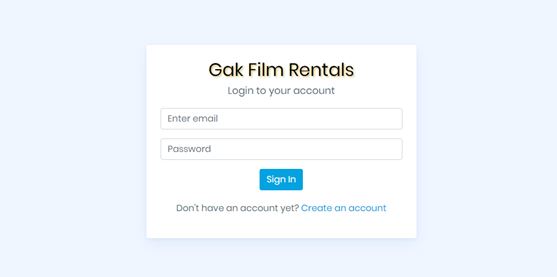 Gak Film Rentals
Login to your account
Enter email
Password
Sign In
Don't have an account yet? Create an account